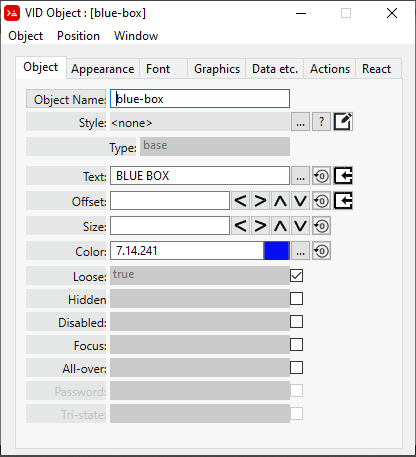 VID Object : [blue-box]
Object Position Window
Object Appearance Font Graphics Data etc. Actions React
Object Name: blue-box
Style: <none> ... ?
Type: base
Text: BLUE BOX ...
Offset: < > ∧ ∨
Size: < > ∧ ∨
Color: 7.14.241 ...
Loose: true
Hidden
Disabled:
Focus:
All-over:
Password:
Tri-state: